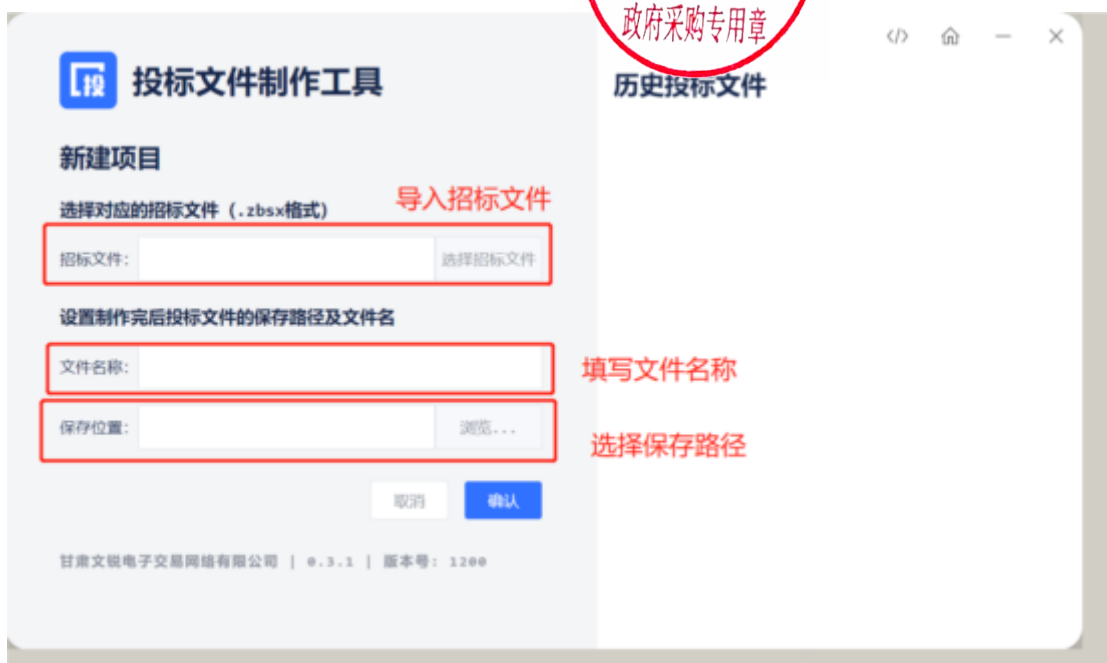 政府采购专用章
投
投标文件制作工具
历史投标文件
新建项目
导入招标文件
选择对应的招标文件（.zbsx格式）
招标文件：
选择招标文件
设置制作完后投标文件的保存路径及文件名
文件名称：
填写文件名称
保存位置：
浏览...
选择保存路径
取消
确认
甘肃文锐电子交易网络有限公司 | 0.3.1 | 版本号: 1200